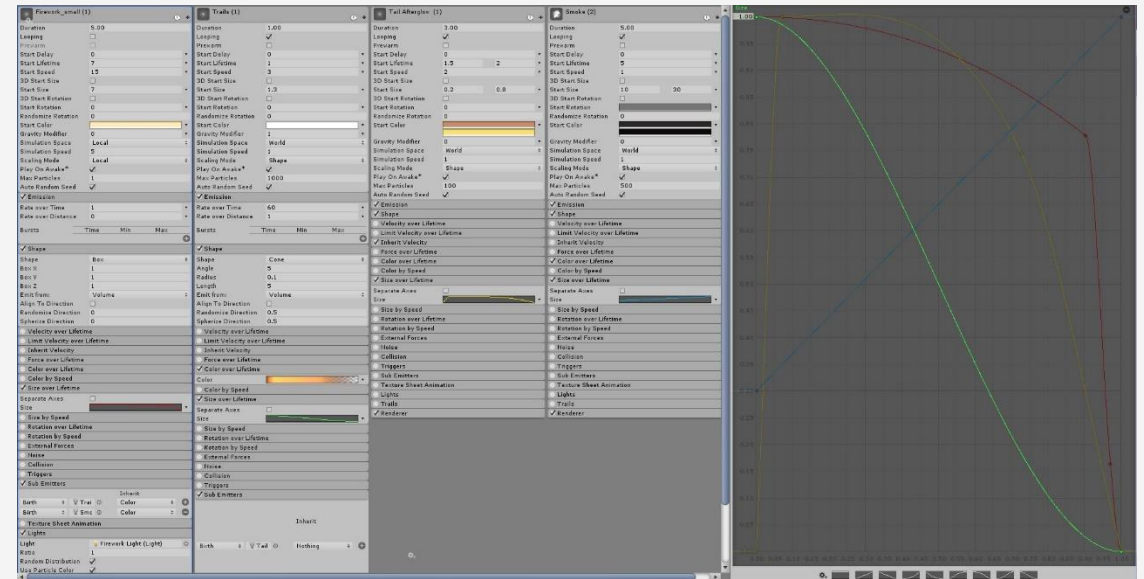 Firework_small (1)
Duration 5.00
Looping
Prewarm
Start Delay 0
Start Lifetime 7
Start Speed 15
3D Start Size
Start Size 7
3D Start Rotation
Start Rotation 0
Randomize Rotation 0
Start Color
Gravity Modifier 0
Simulation Space Local
Simulation Speed 5
Scaling Mode Local
Play On Awake*
Max Particles 1
Auto Random Seed
Emission
Rate over Time 1
Rate over Distance 0
Bursts Time Min Max
Shape
Shape Box
Box X 1
Box Y 1
Box Z 1
Emit from: Volume
Align To Direction
Randomize Direction 0
Spherize Direction 0
Velocity over Lifetime
Limit Velocity over Lifetime
Inherit Velocity
Force over Lifetime
Color over Lifetime
Color by Speed
Size over Lifetime
Separate Axes
Size
Size by Speed
Rotation over Lifetime
Rotation by Speed
External Forces
Noise
Collision
Triggers
Sub Emitters
Inherit
Birth Trai Color
Birth Smo Color
Texture Sheet Animation
Lights
Light Firework Light (Light)
Ratio 1
Random Distribution
Use Particle Color
Trails (1)
Duration 1.00
Looping
Prewarm
Start Delay 0
Start Lifetime 1
Start Speed 3
3D Start Size
Start Size 1.3
3D Start Rotation
Start Rotation 0
Randomize Rotation 0
Start Color
Gravity Modifier 1
Simulation Space World
Simulation Speed 1
Scaling Mode Shape
Play On Awake*
Max Particles 1000
Auto Random Seed
Emission
Rate over Time 60
Rate over Distance 1
Bursts Time Min Max
Shape
Shape Cone
Angle 5
Radius 0.1
Length 5
Emit from: Volume
Align To Direction
Randomize Direction 0.5
Spherize Direction 0.5
Velocity over Lifetime
Limit Velocity over Lifetime
Inherit Velocity
Force over Lifetime
Color over Lifetime
Color
Color by Speed
Size over Lifetime
Separate Axes
Size
Size by Speed
Rotation over Lifetime
Rotation by Speed
External Forces
Noise
Collision
Triggers
Sub Emitters
Inherit
Birth Tail Nothing
Tail Afterglow (1)
Duration 3.00
Looping
Prewarm
Start Delay 0
Start Lifetime 1.5 2
Start Speed 2
3D Start Size
Start Size 0.2 0.8
3D Start Rotation
Start Rotation 0
Randomize Rotation 0
Start Color
Gravity Modifier 0
Simulation Space World
Simulation Speed 1
Scaling Mode Shape
Play On Awake*
Max Particles 100
Auto Random Seed
Emission
Shape
Velocity over Lifetime
Limit Velocity over Lifetime
Inherit Velocity
Force over Lifetime
Color over Lifetime
Color by Speed
Size over Lifetime
Separate Axes
Size
Size by Speed
Rotation over Lifetime
Rotation by Speed
External Forces
Noise
Collision
Triggers
Sub Emitters
Texture Sheet Animation
Lights
Trails
Renderer
Smoke (2)
Duration 5.00
Looping
Prewarm
Start Delay 0
Start Lifetime 5
Start Speed 1
3D Start Size
Start Size 10 30
3D Start Rotation
Start Rotation
Randomize Rotation 0
Start Color
Gravity Modifier 0
Simulation Space World
Simulation Speed 1
Scaling Mode Shape
Play On Awake*
Max Particles 500
Auto Random Seed
Emission
Shape
Velocity over Lifetime
Limit Velocity over Lifetime
Inherit Velocity
Force over Lifetime
Color over Lifetime
Color by Speed
Size over Lifetime
Separate Axes
Size
Size by Speed
Rotation over Lifetime
Rotation by Speed
External Forces
Noise
Collision
Triggers
Sub Emitters
Texture Sheet Animation
Lights
Trails
Renderer
Size
1.00